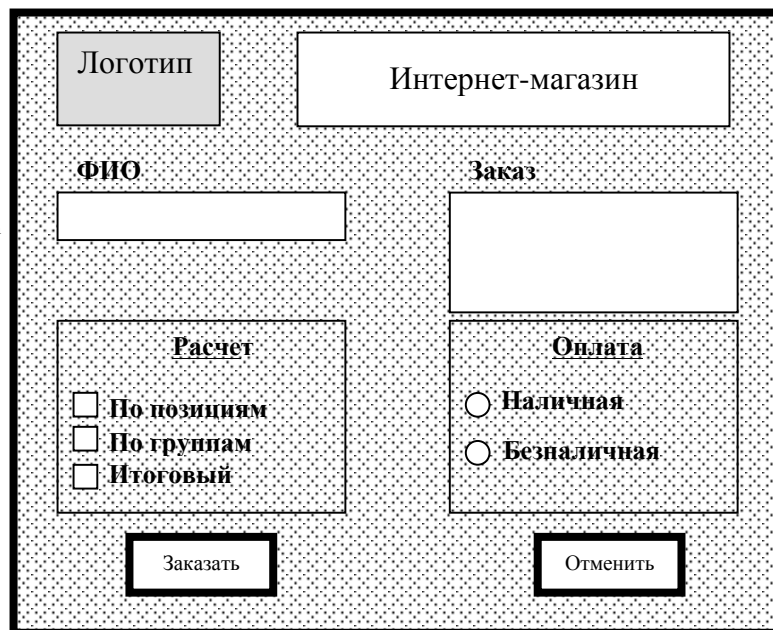 Логотип
Интернет-магазин
ФИО
Заказ
Расчет
По позициям
По группам
Итоговый
Оплата
Наличная
Безналичная
Заказать
Отменить